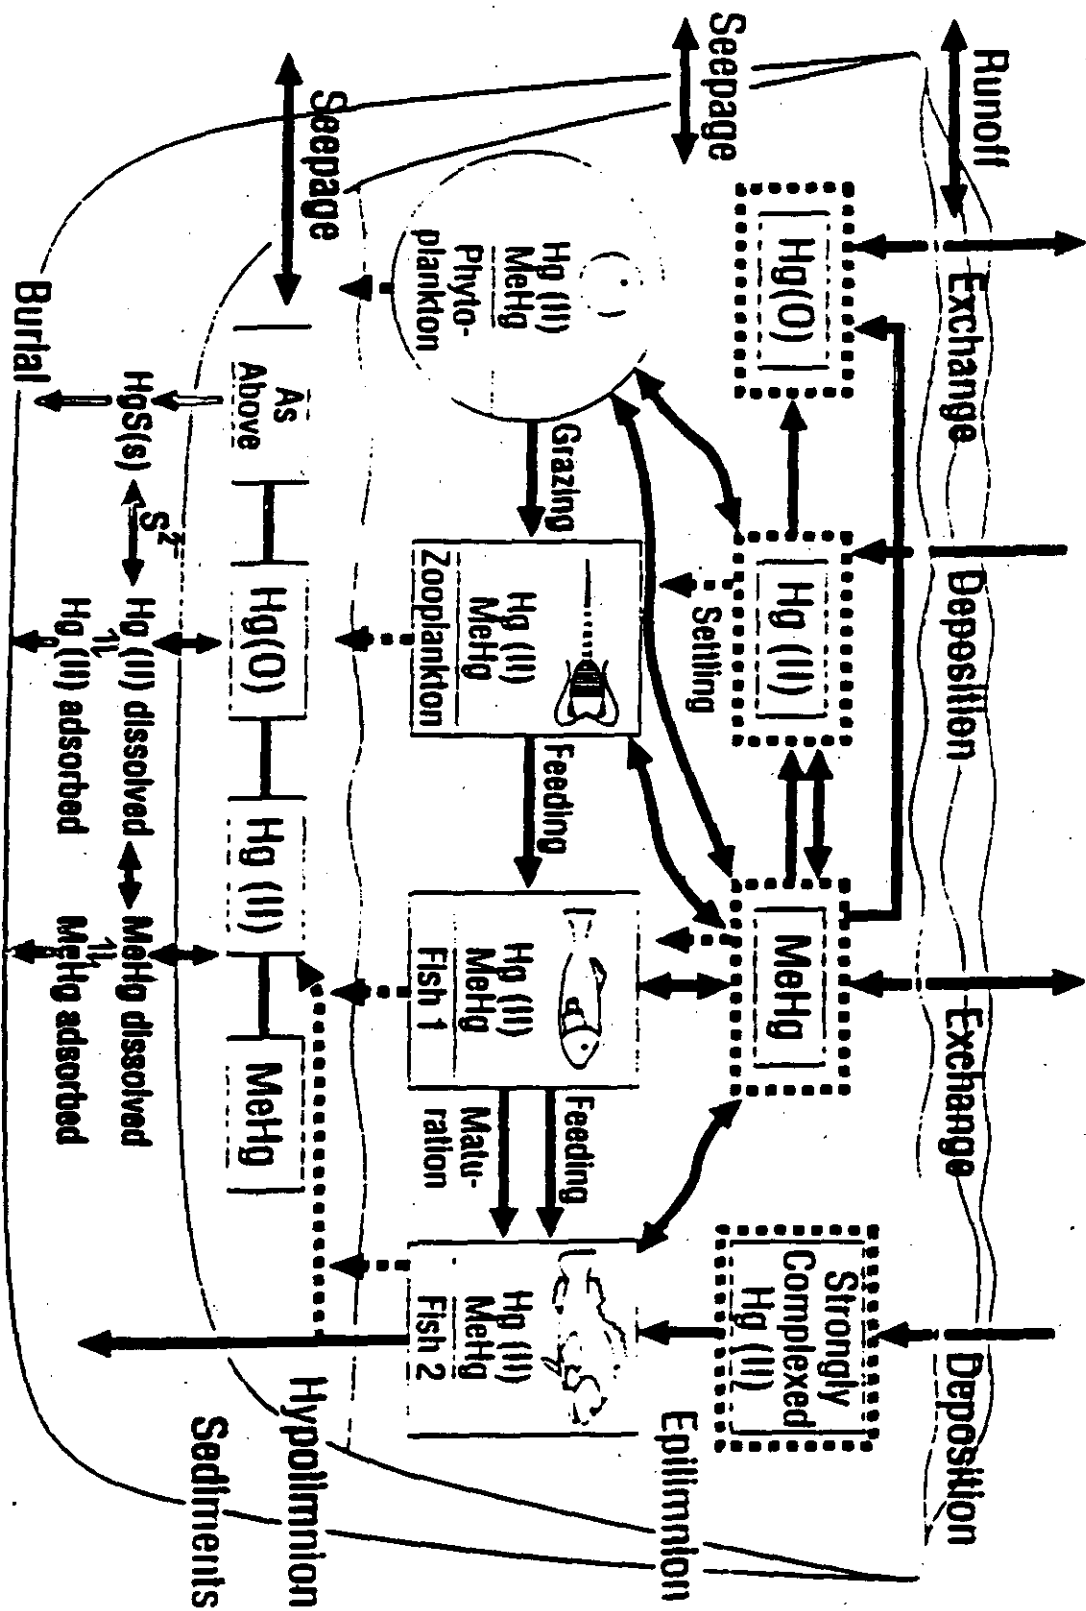 Runoff
Exchange
Deposition
Exchange
Deposition
Seepage
Hg(0)
Hg (II)
MeHg
Strongly
Complexed
Hg (II)
Settling
Epilimnion
Hg (II)
MeHg
Phyto-
plankton
Grazing
Hg (II)
MeHg
Zooplankton
Feeding
Hg (II)
MeHg
Fish 1
Feeding
Matu-
ration
Hg (II)
MeHg
Fish 2
Seepage
As
Above
Hg(0)
Hg (II)
MeHg
Hypolimnion
HgS(s)
S²⁻
Hg (II) dissolved
MeHg dissolved
Hg (II) adsorbed
MeHg adsorbed
Sediments
Burial